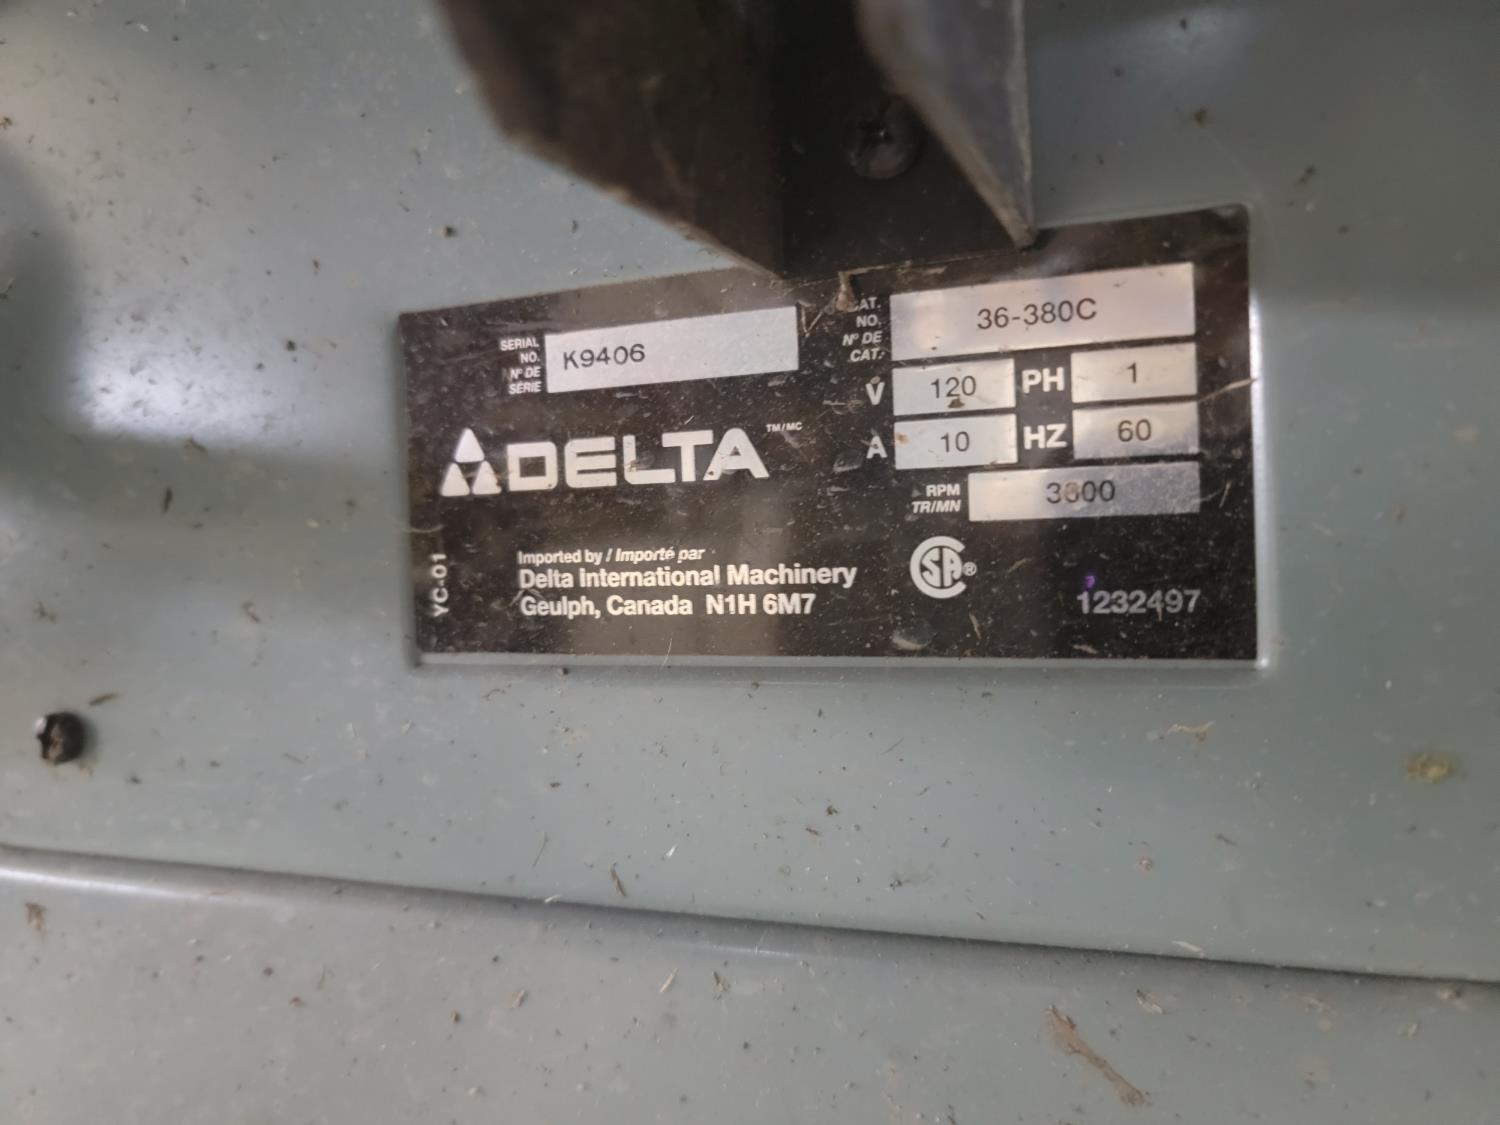 SERIAL
NO.
Nº DE
SÉRIE
K9406
CAT.
NO.
Nº DE
CAT.
36-380C
V 120 PH 1
A 10 HZ 60
RPM
TR/MN
3600
DELTA TM/MC
YC-01
Imported by / Importé par
Delta International Machinery
Geulph, Canada N1H 6M7
CSA®
1232497